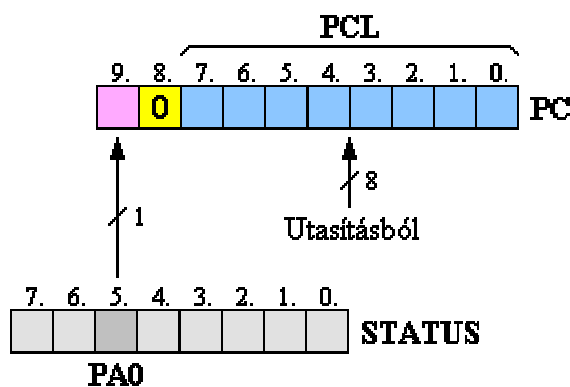 PCL
9. 8. 7. 6. 5. 4. 3. 2. 1. 0.
0 PC
1 8
Utasításból
7. 6. 5. 4. 3. 2. 1. 0.
STATUS
PA0